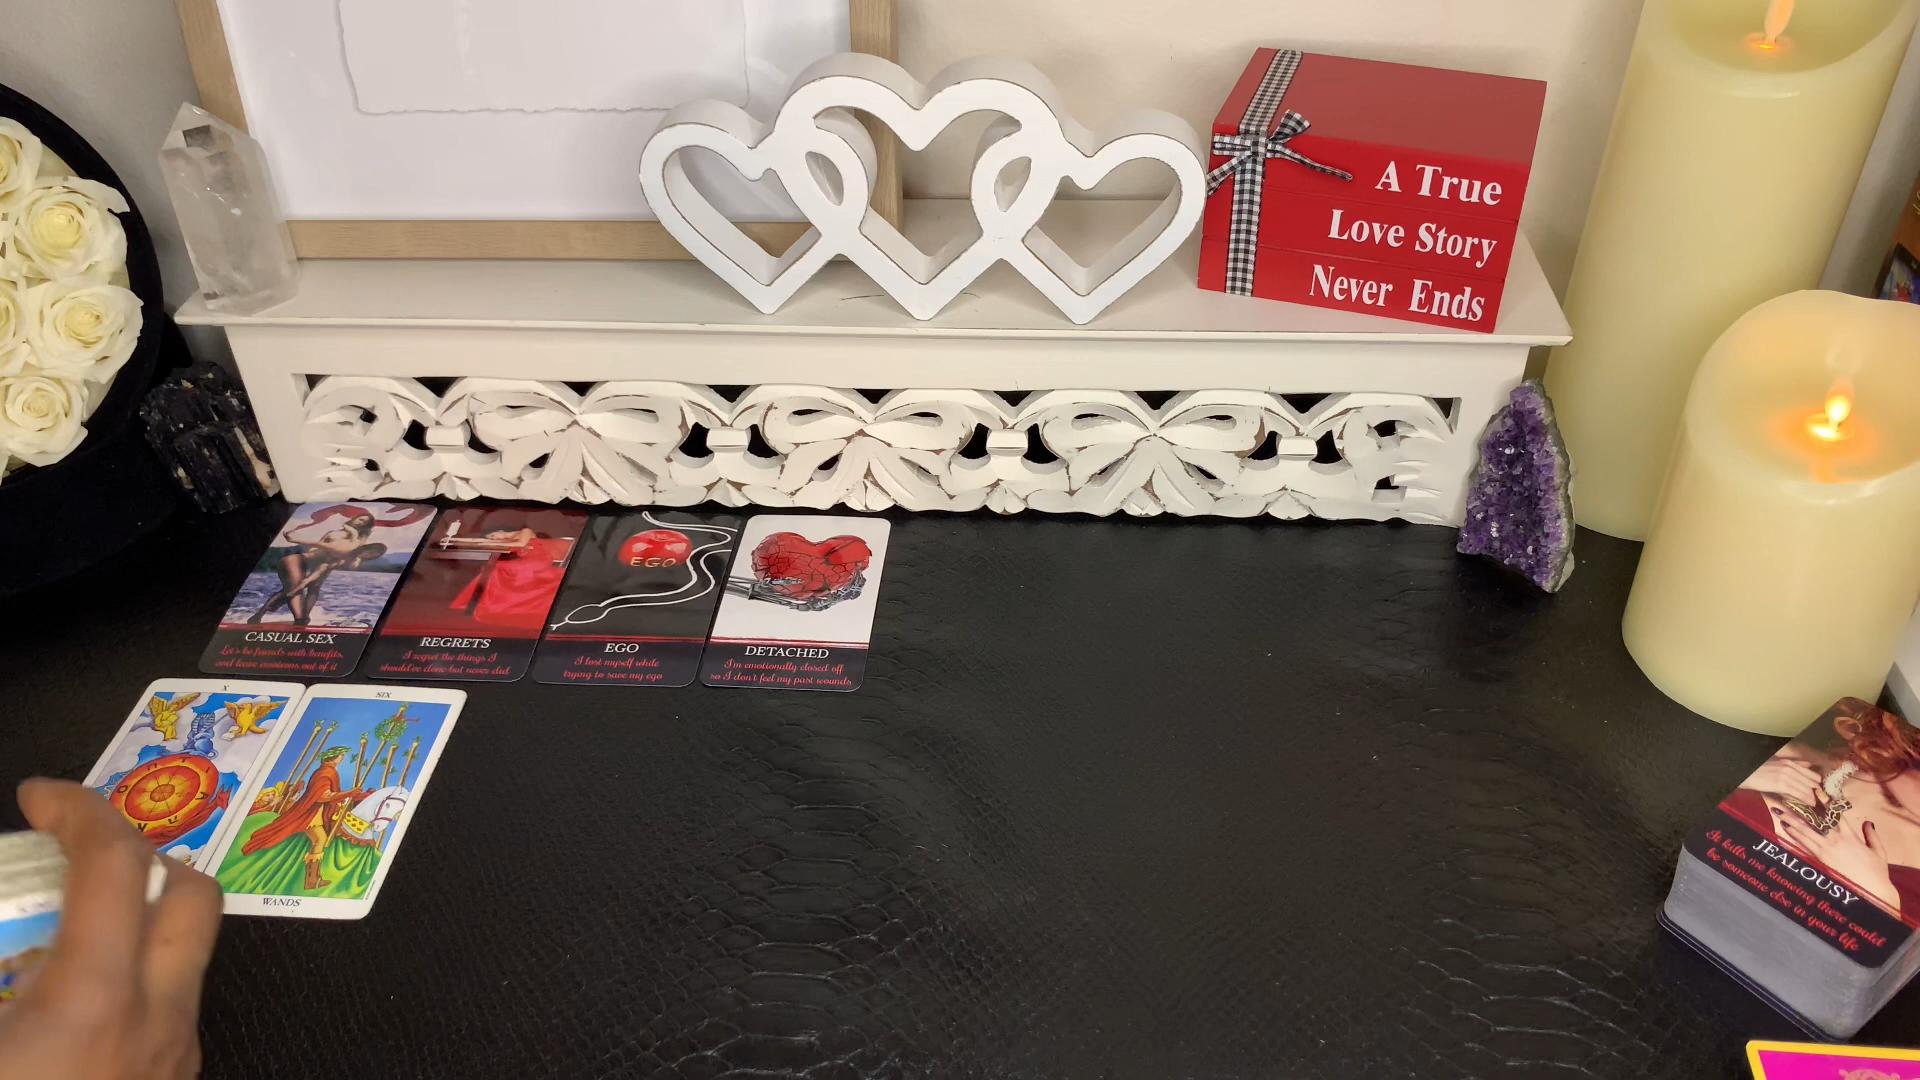 A True
Love Story
Never Ends
CASUAL SEX
Let's be friends with benefits,
and leave emotions out of it
REGRETS
I regret the things I
should've done but never did
EGO
EGO
I lost myself while
trying to save my ego
DETACHED
I'm emotionally closed off
so I don't feel my past wounds
X
SIX
WANDS
JEALOUSY
It kills me knowing there could
be someone else in your life